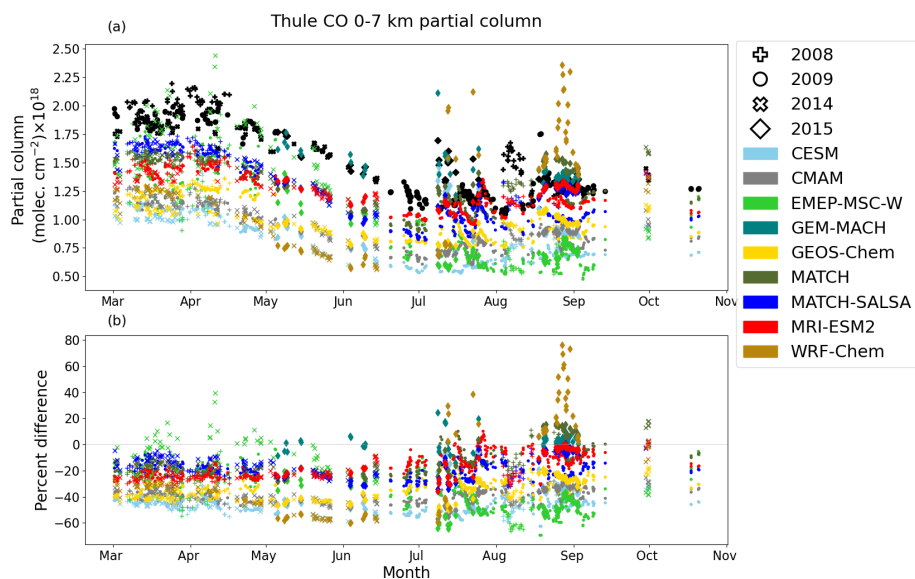 Thule CO 0-7 km partial column
(a)
Partial column
(molec. cm⁻²)×10¹⁸
2.50
2.25
2.00
1.75
1.50
1.25
1.00
0.75
0.50
Mar Apr May Jun Jul Aug Sep Oct Nov
(b)
Percent difference
80
60
40
20
0
−20
−40
−60
Mar Apr May Jun Jul Aug Sep Oct Nov
Month
2008
2009
2014
2015
CESM
CMAM
EMEP-MSC-W
GEM-MACH
GEOS-Chem
MATCH
MATCH-SALSA
MRI-ESM2
WRF-Chem